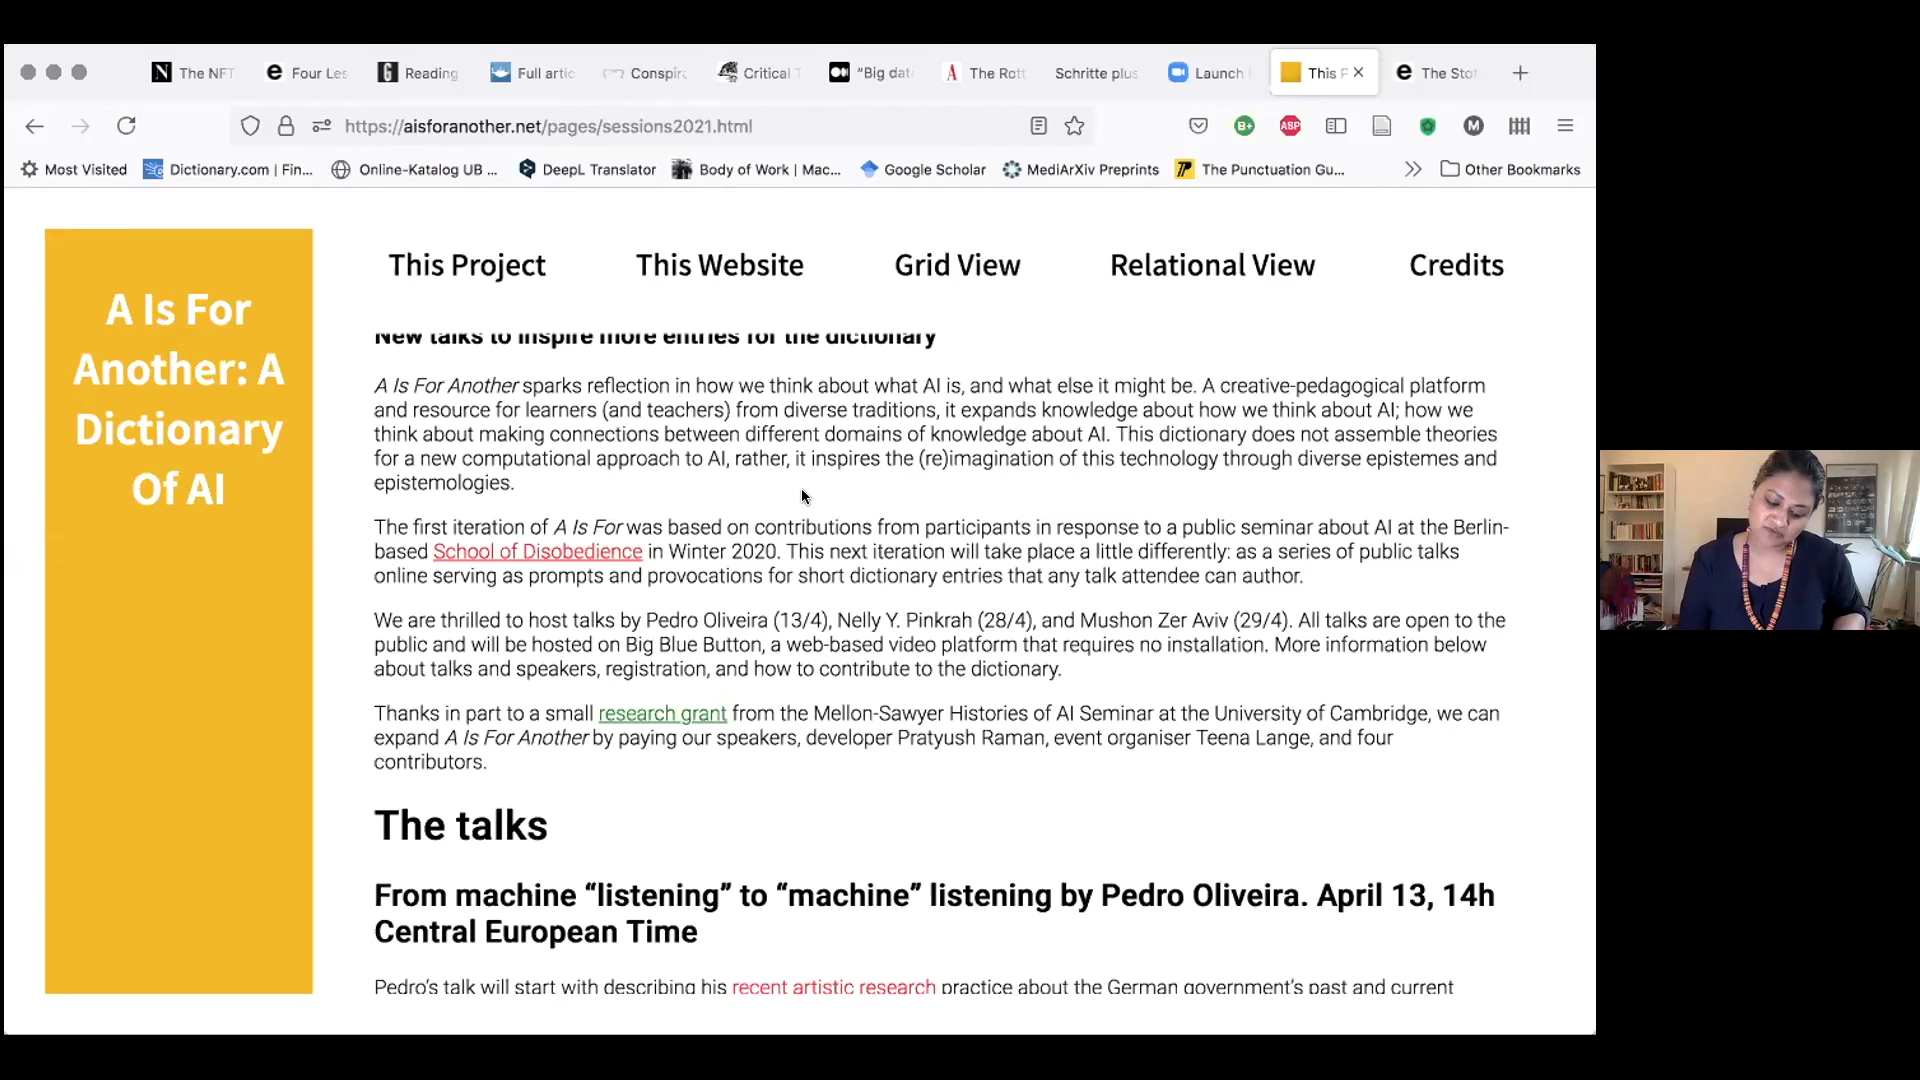 The NFT
Four Les
Reading
Full artic
Conspira
Critical T
"Big dat
The Rott
Schritte plus
Launch
This P
The Stof
https://aisforanother.net/pages/sessions2021.html
B+
ABP
M
Most Visited
Dictionary.com | Fin...
Online-Katalog UB ...
DeepL Translator
Body of Work | Mac...
Google Scholar
MediArXiv Preprints
The Punctuation Gu...
Other Bookmarks
A Is For
Another: A
Dictionary
Of AI
This Project
This Website
Grid View
Relational View
Credits
New talks to inspire more entries for the dictionary
A Is For Another sparks reflection in how we think about what AI is, and what else it might be. A creative-pedagogical platform
and resource for learners (and teachers) from diverse traditions, it expands knowledge about how we think about AI; how we
think about making connections between different domains of knowledge about AI. This dictionary does not assemble theories
for a new computational approach to AI, rather, it inspires the (re)imagination of this technology through diverse epistemes and
epistemologies.
The first iteration of A Is For was based on contributions from participants in response to a public seminar about AI at the Berlin-
based School of Disobedience in Winter 2020. This next iteration will take place a little differently: as a series of public talks
online serving as prompts and provocations for short dictionary entries that any talk attendee can author.
We are thrilled to host talks by Pedro Oliveira (13/4), Nelly Y. Pinkrah (28/4), and Mushon Zer Aviv (29/4). All talks are open to the
public and will be hosted on Big Blue Button, a web-based video platform that requires no installation. More information below
about talks and speakers, registration, and how to contribute to the dictionary.
Thanks in part to a small research grant from the Mellon-Sawyer Histories of AI Seminar at the University of Cambridge, we can
expand A Is For Another by paying our speakers, developer Pratyush Raman, event organiser Teena Lange, and four
contributors.
The talks
From machine “listening” to “machine” listening by Pedro Oliveira. April 13, 14h
Central European Time
Pedro's talk will start with describing his recent artistic research practice about the German government's past and current